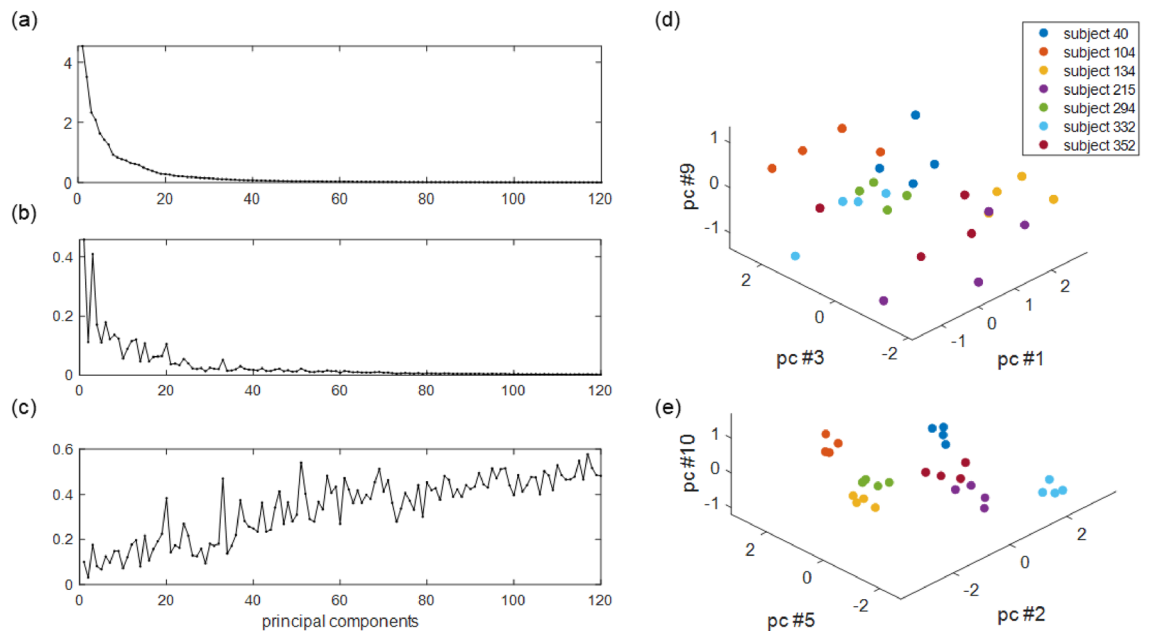 (a)
4
2
0
0 20 40 60 80 100 120
(b)
0.4
0.2
0
0 20 40 60 80 100 120
(c)
0.6
0.4
0.2
0
0 20 40 60 80 100 120
principal components
(d)
subject 40
subject 104
subject 134
subject 215
subject 294
subject 332
subject 352
pc #9
1
0
-1
2
0
-2
pc #3
-1
0
1
2
pc #1
(e)
pc #10
1
0
-1
2
0
-2
pc #5
-2
0
2
pc #2